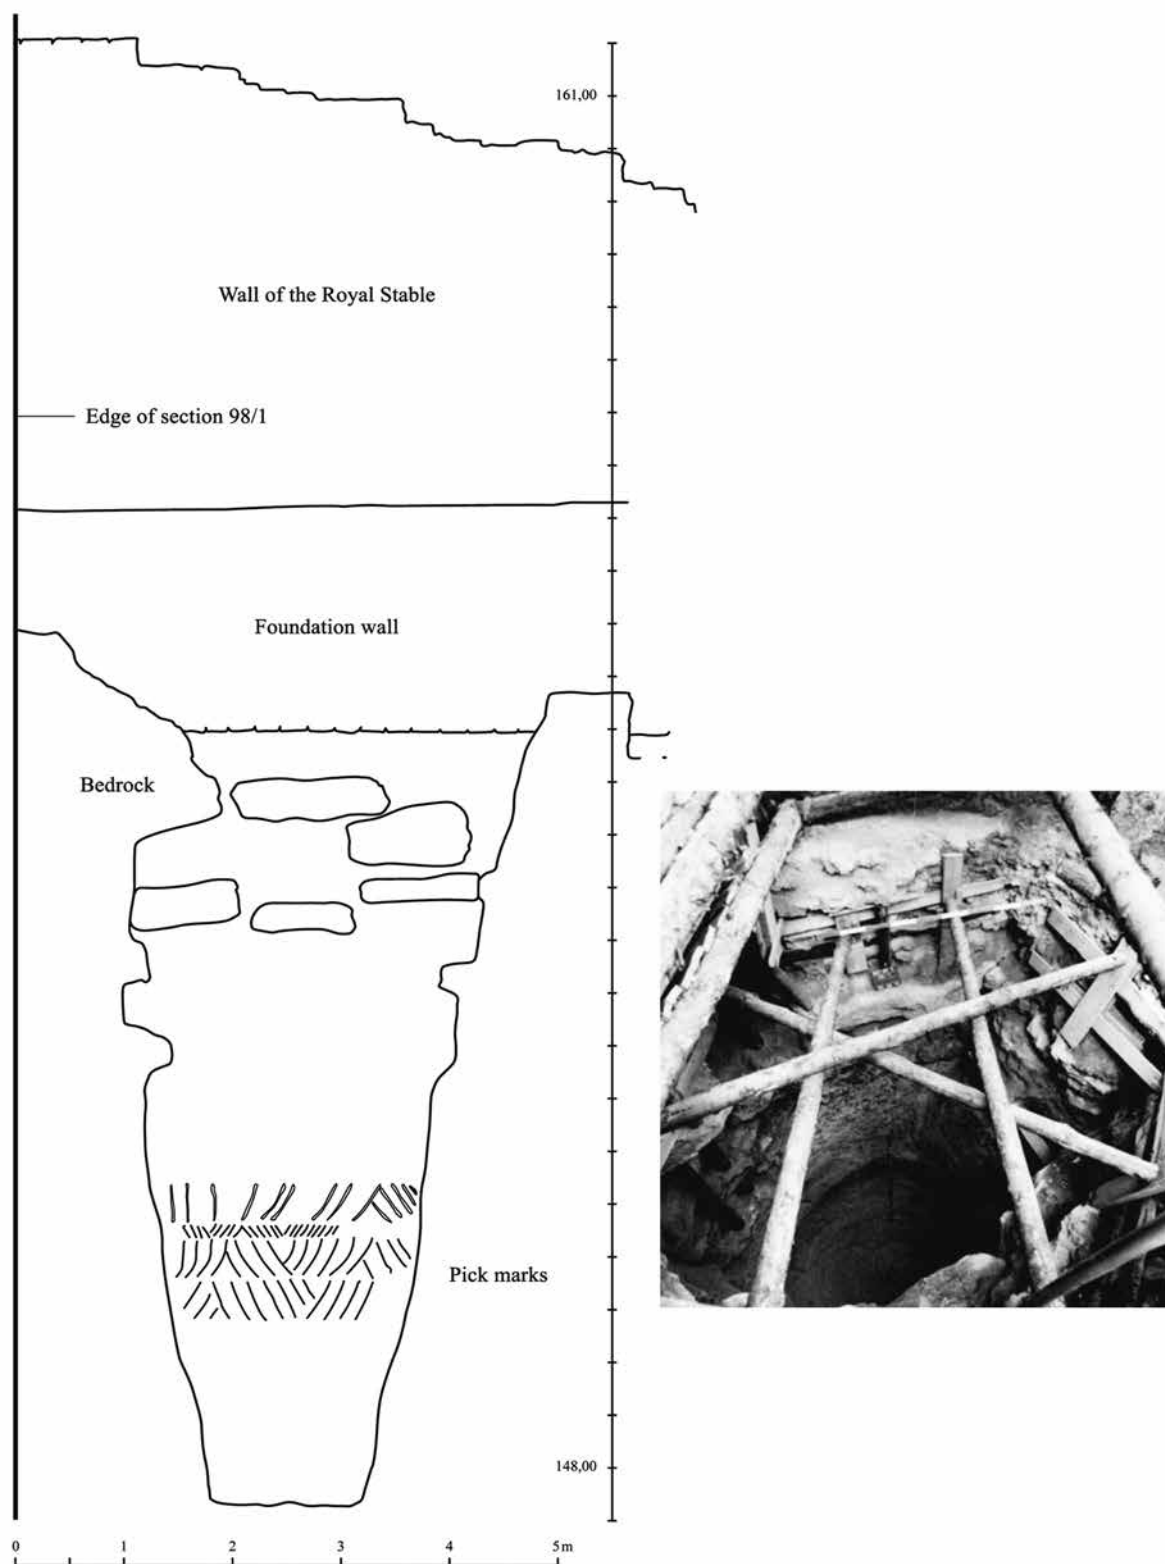 161,00
Wall of the Royal Stable
Edge of section 98/1
Foundation wall
Bedrock
Pick marks
148,00
0 1 2 3 4 5m